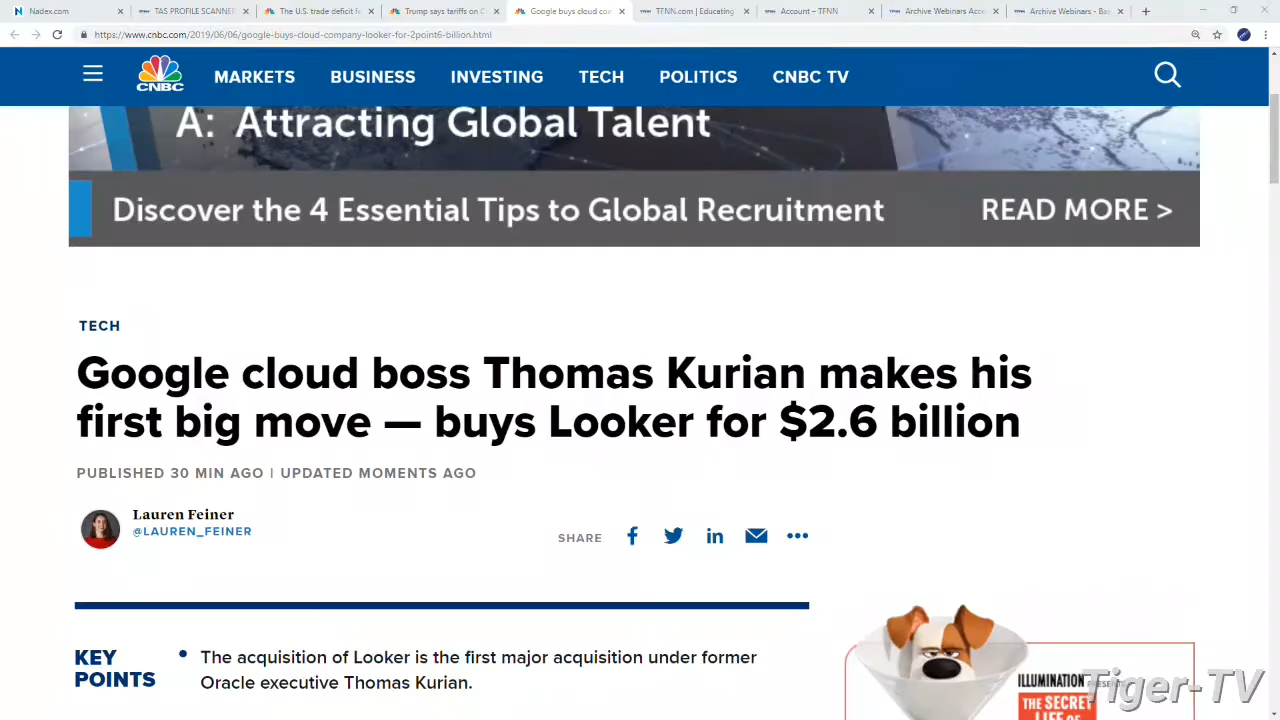 Nadex.com
TAS PROFILE SCANNER
The U.S. trade deficit fe
Trump says tariffs on C
Google buys cloud com
TFNN.com | Educating
Account – TFNN
Archive Webinars Acce
Archive Webinars - Bas
https://www.cnbc.com/2019/06/06/google-buys-cloud-company-looker-for-2point6-billion.html
CNBC
MARKETS
BUSINESS
INVESTING
TECH
POLITICS
CNBC TV
A: Attracting Global Talent
Discover the 4 Essential Tips to Global Recruitment
READ MORE >
TECH
Google cloud boss Thomas Kurian makes his
first big move — buys Looker for $2.6 billion
PUBLISHED 30 MIN AGO | UPDATED MOMENTS AGO
Lauren Feiner
@LAUREN_FEINER
SHARE
KEY
POINTS
• The acquisition of Looker is the first major acquisition under former
Oracle executive Thomas Kurian.
ILLUMINATION
THE SECRET
LIFE OF
Tiger-TV